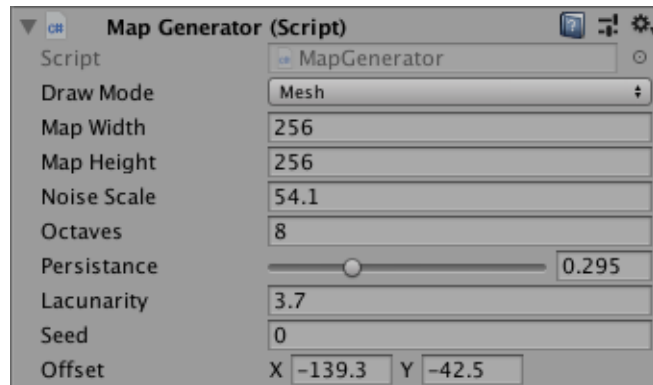 c# Map Generator (Script)
Script MapGenerator
Draw Mode Mesh
Map Width 256
Map Height 256
Noise Scale 54.1
Octaves 8
Persistance 0.295
Lacunarity 3.7
Seed 0
Offset X -139.3 Y -42.5